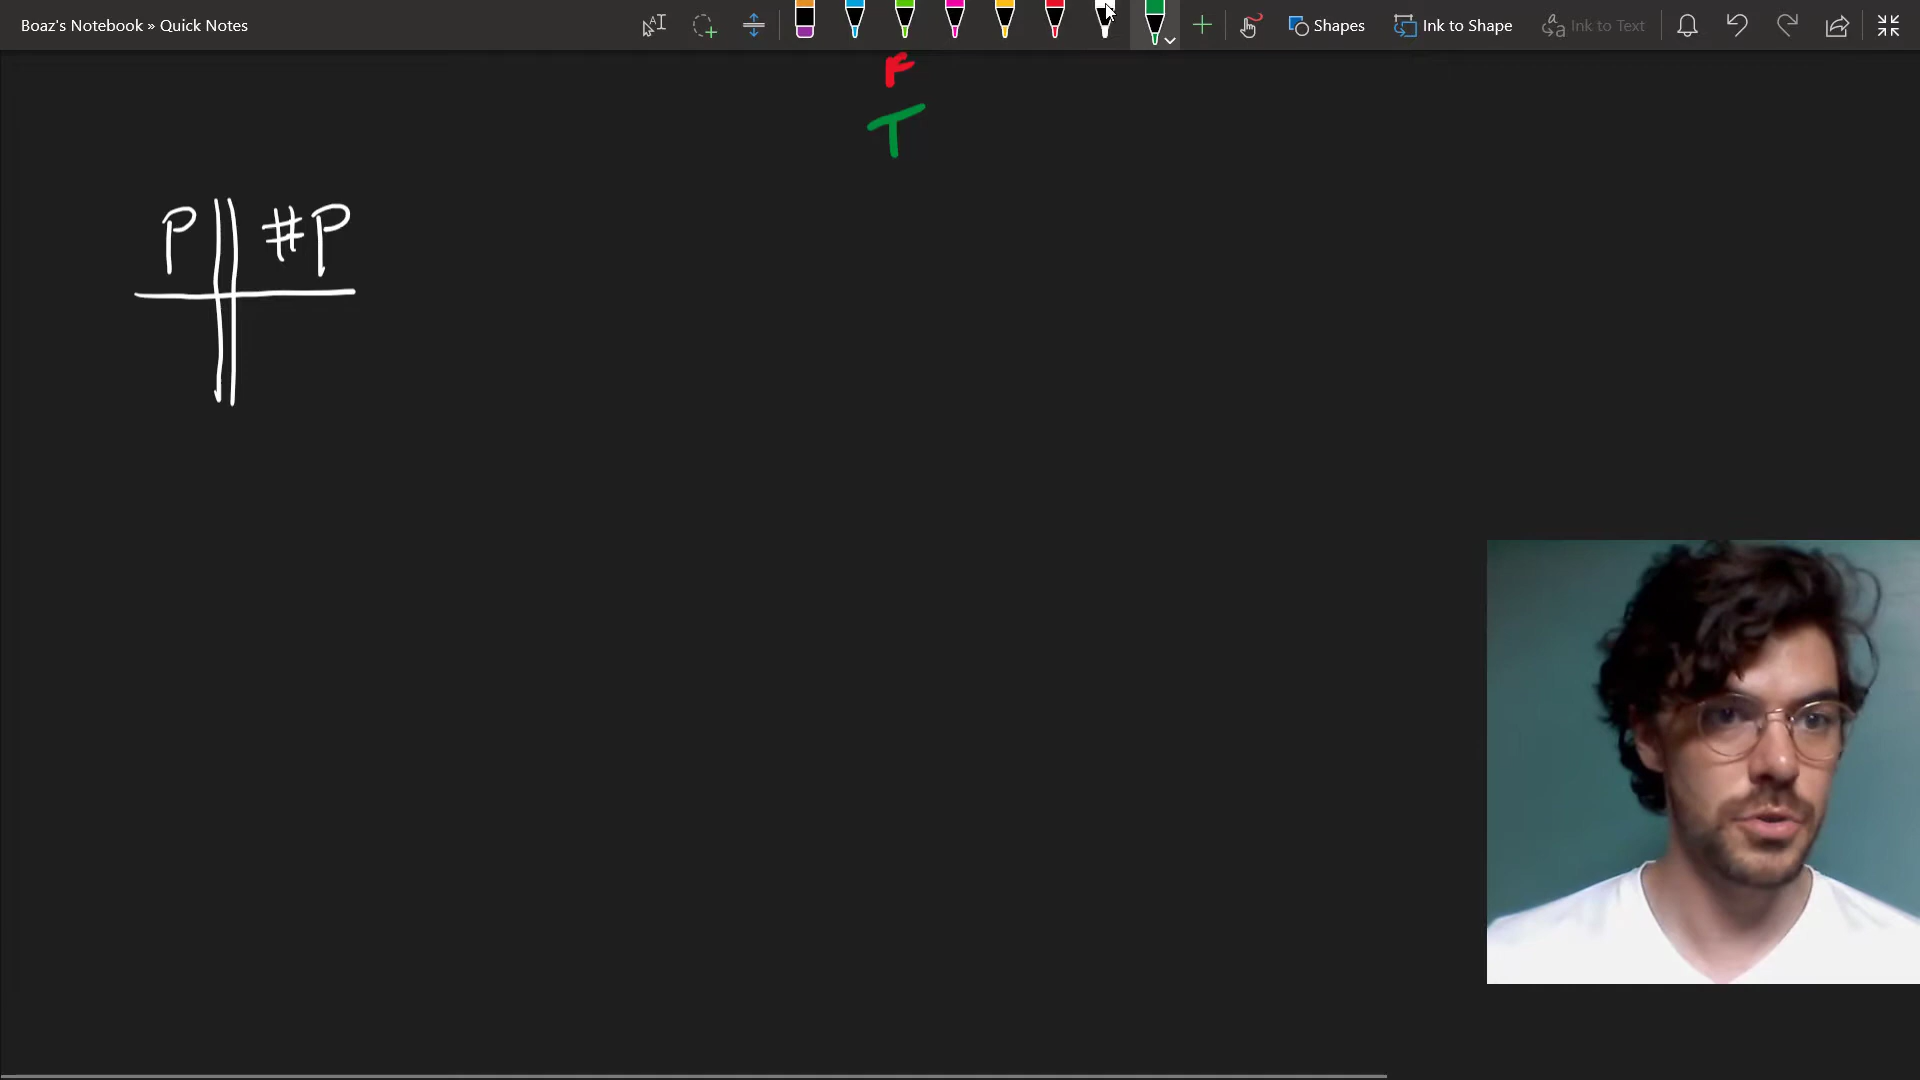 Boaz's Notebook » Quick Notes
Shapes
Ink to Shape
Ink to Text
F
T
P #P